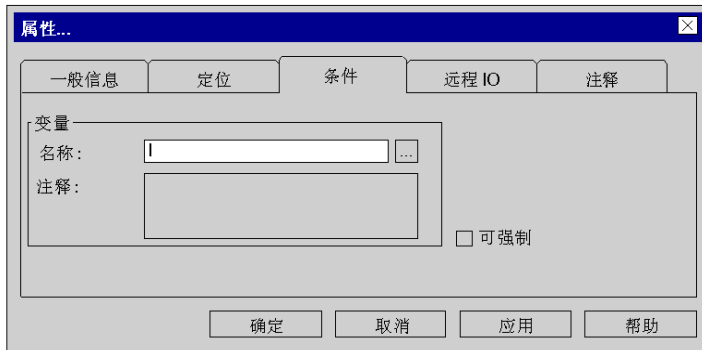 属性...
一般信息 定位 条件 远程 IO 注释
变量
名称:
...
注释:
可强制
确定 取消 应用 帮助